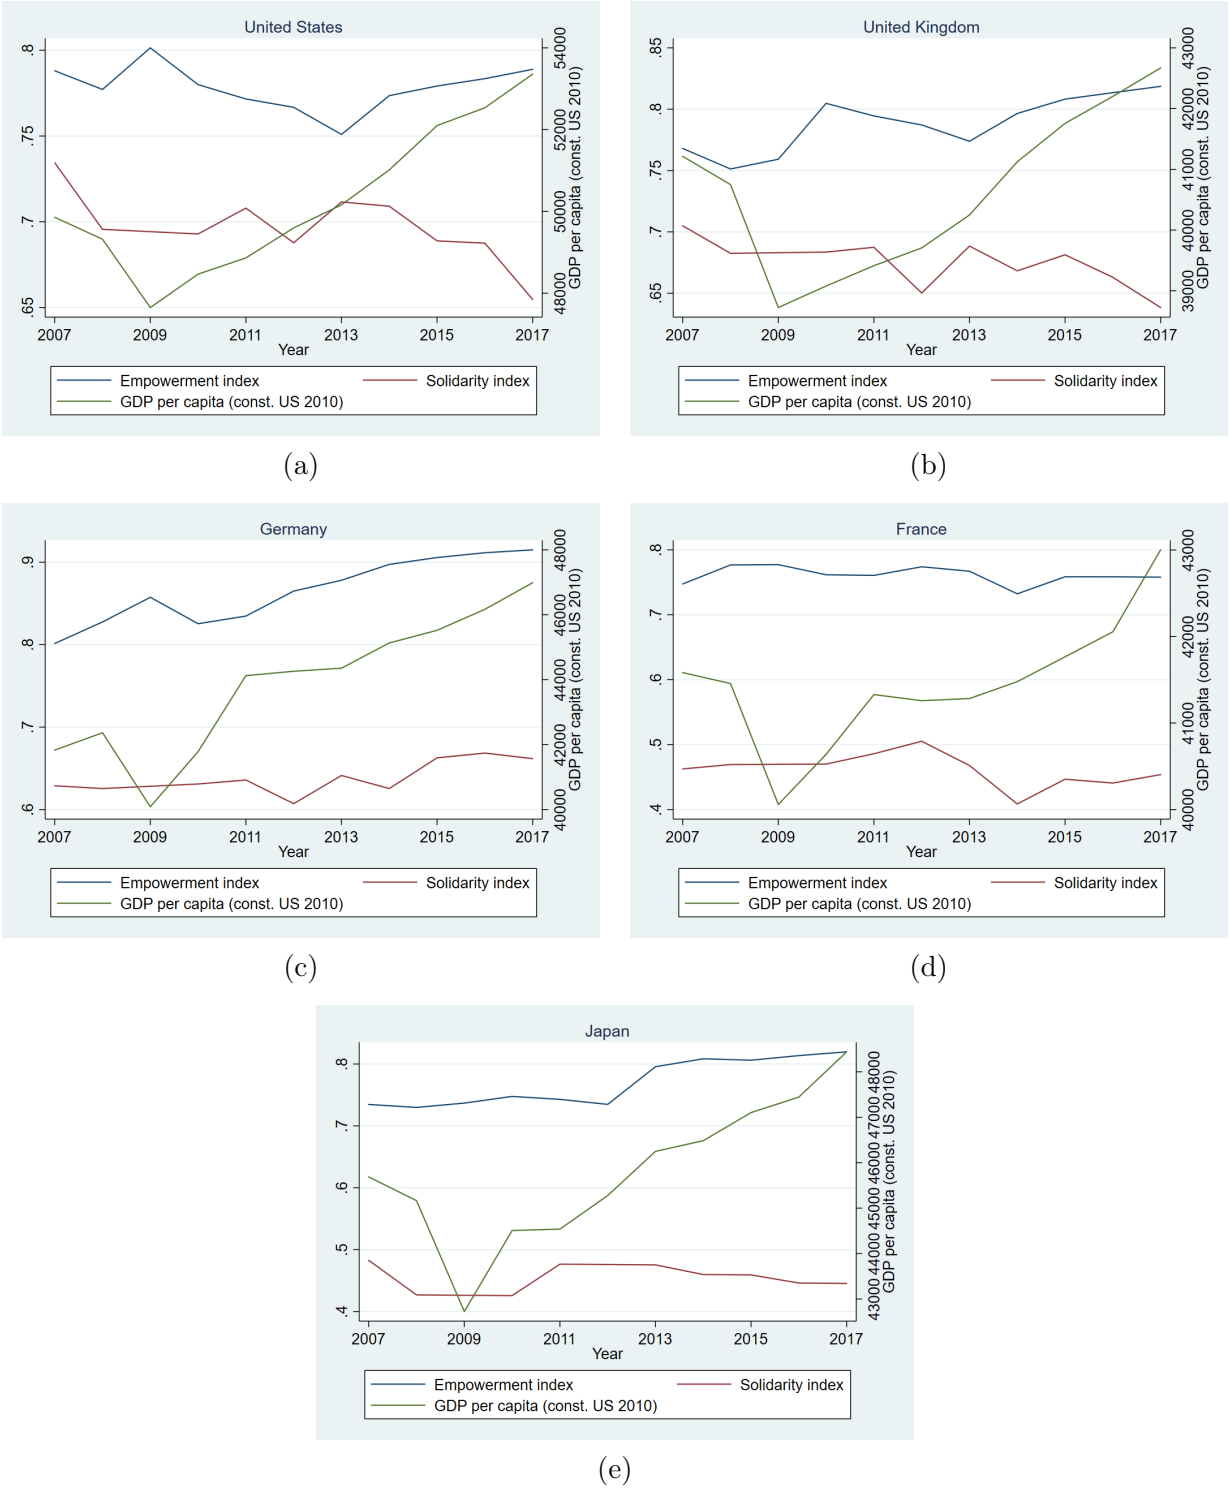 United States
.8
.75
.7
.65
54000
52000
50000
48000
GDP per capita (const. US 2010)
2007 2009 2011 2013 2015 2017
Year
Empowerment index Solidarity index
GDP per capita (const. US 2010)
(a)
United Kingdom
.85
.8
.75
.7
.65
43000
42000
41000
40000
39000
GDP per capita (const. US 2010)
2007 2009 2011 2013 2015 2017
Year
Empowerment index Solidarity index
GDP per capita (const. US 2010)
(b)
Germany
.9
.8
.7
.6
48000
46000
44000
42000
40000
GDP per capita (const. US 2010)
2007 2009 2011 2013 2015 2017
Year
Empowerment index Solidarity index
GDP per capita (const. US 2010)
(c)
France
.8
.7
.6
.5
.4
43000
42000
41000
40000
GDP per capita (const. US 2010)
2007 2009 2011 2013 2015 2017
Year
Empowerment index Solidarity index
GDP per capita (const. US 2010)
(d)
Japan
.8
.7
.6
.5
.4
48000
47000
46000
45000
44000
43000
GDP per capita (const. US 2010)
2007 2009 2011 2013 2015 2017
Year
Empowerment index Solidarity index
GDP per capita (const. US 2010)
(e)